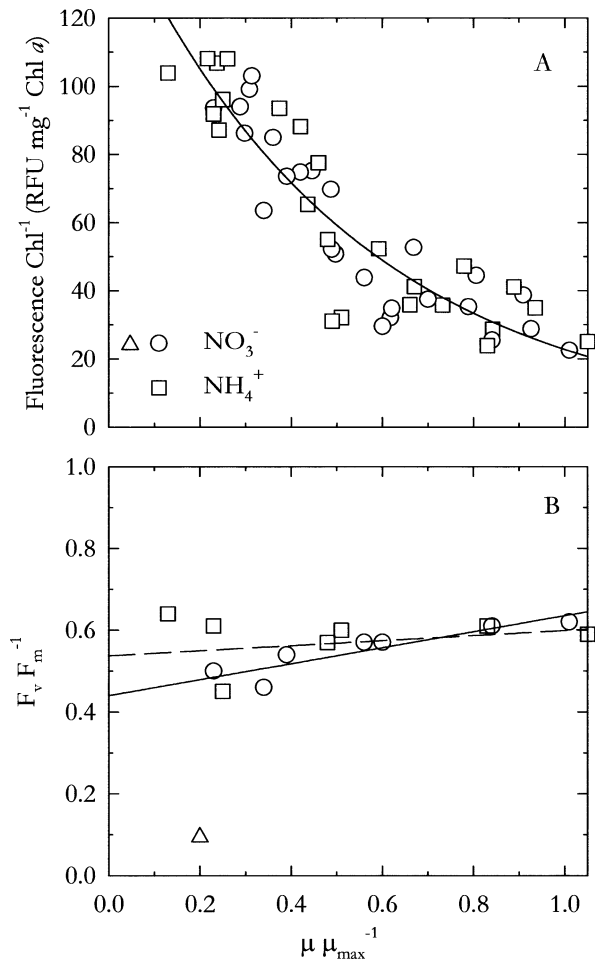 120
100
80
60
40
20
0
Fluorescence Chl⁻¹ (RFU mg⁻¹ Chl a)
A
NO₃⁻
NH₄⁺
1.0
0.8
0.6
0.4
0.2
0.0
Fᵥ Fₘ⁻¹
B
0.0 0.2 0.4 0.6 0.8 1.0
μ μₘₐₓ⁻¹